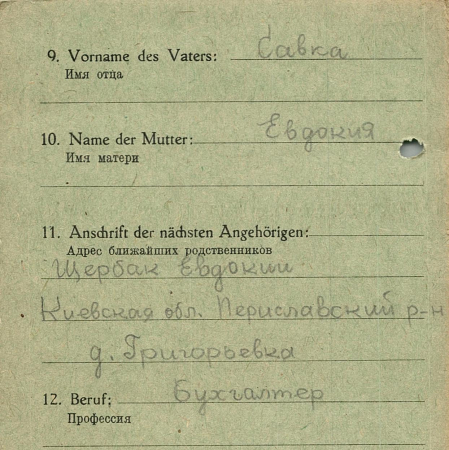 9. Vorname des Vaters: Савка
Имя отца
10. Name der Mutter: Евдокия
Имя матери
11. Anschrift der nächsten Angehörigen:
Адрес ближайших родственников
Щербак Евдокии
Киевская обл. Периславский р-н
д. Григорьевка
12. Beruf: Бухгалтер
Профессия